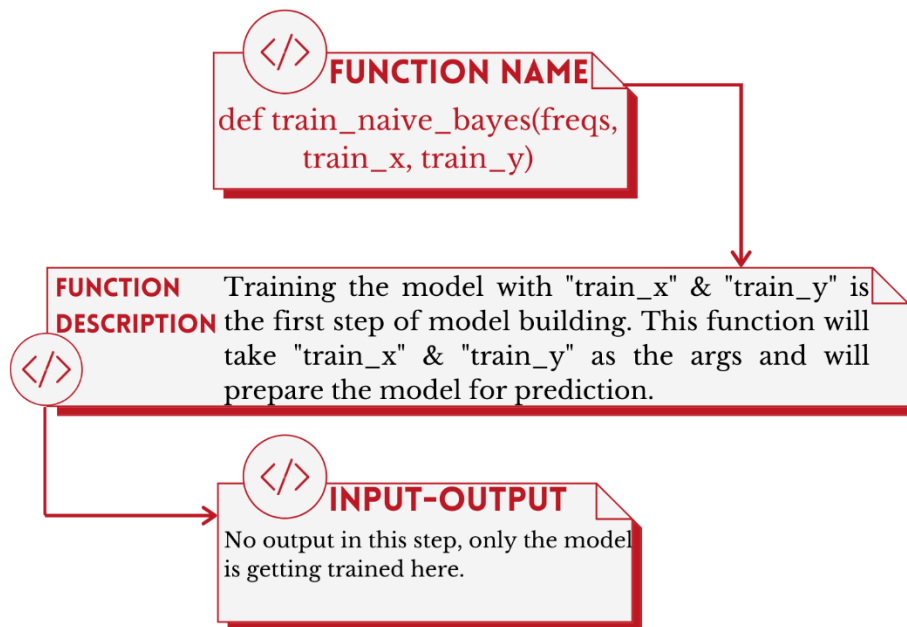 </>
FUNCTION NAME
def train_naive_bayes(freqs,
train_x, train_y)
FUNCTION
DESCRIPTION
Training the model with "train_x" & "train_y" is
the first step of model building. This function will
take "train_x" & "train_y" as the args and will
prepare the model for prediction.
</>
</>
INPUT-OUTPUT
No output in this step, only the model
is getting trained here.